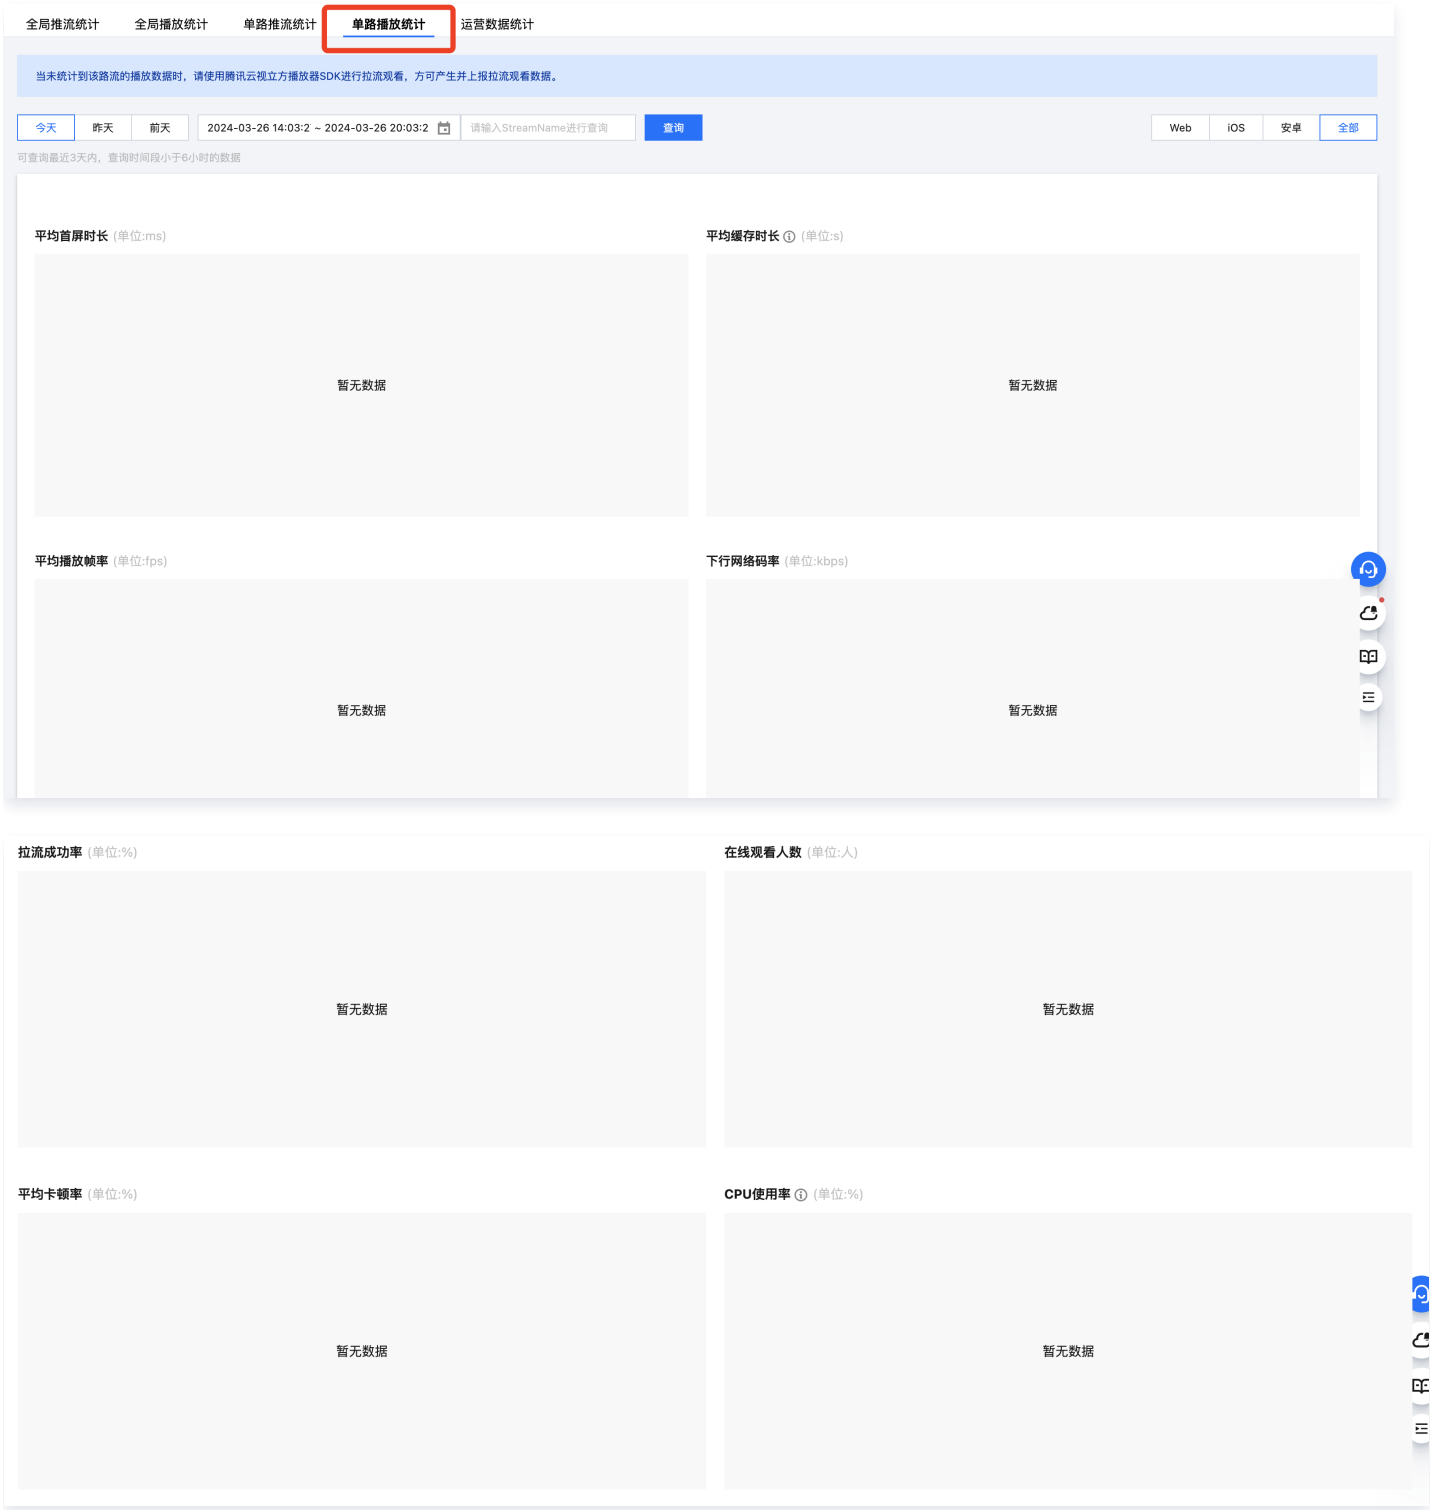 全局推流统计 全局播放统计 单路推流统计 单路播放统计 运营数据统计
当未统计到该路流的播放数据时，请使用腾讯云视立方播放器SDK进行拉流观看，方可产生并上报拉流观看数据。
今天 昨天 前天 2024-03-26 14:03:2 ~ 2024-03-26 20:03:2 请输入StreamName进行查询 查询 Web iOS 安卓 全部
可查询最近3天内，查询时间段小于6小时的数据
平均首屏时长 (单位:ms) 平均缓存时长 (单位:s)
暂无数据 暂无数据
平均播放帧率 (单位:fps) 下行网络码率 (单位:kbps)
暂无数据 暂无数据
拉流成功率 (单位:%) 在线观看人数 (单位:人)
暂无数据 暂无数据
平均卡顿率 (单位:%) CPU使用率 (单位:%)
暂无数据 暂无数据